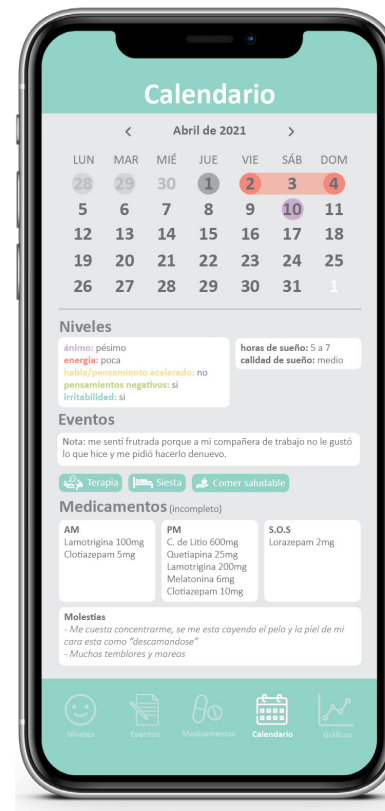 Calendario
< Abril de 2021 >
LUN MAR MIÉ JUE VIE SÁB DOM
28 29 30 1 2 3 4
5 6 7 8 9 10 11
12 13 14 15 16 17 18
19 20 21 22 23 24 25
26 27 28 29 30 31 1
Niveles
ánimo: pésimo
energía: poca
habla/pensamiento acelerado: no
pensamientos negativos: si
irritabilidad: si
horas de sueño: 5 a 7
calidad de sueño: medio
Eventos
Nota: me sentí frutrada porque a mi compañera de trabajo no le gustó
lo que hice y me pidió hacerlo denuevo.
Terapia Siesta Comer saludable
Medicamentos (incompleto)
AM
Lamotrigina 100mg
Clotiazepam 5mg
PM
C. de Litio 600mg
Quetiapina 25mg
Lamotrigina 200mg
Melatonina 6mg
Clotiazepam 10mg
S.O.S
Lorazepam 2mg
Molestias
- Me cuesta concentrarme, se me esta cayendo el pelo y la piel de mi
cara esta como "descamandose"
- Muchos temblores y mareos
Niveles Eventos Medicamentos Calendario Gráficos